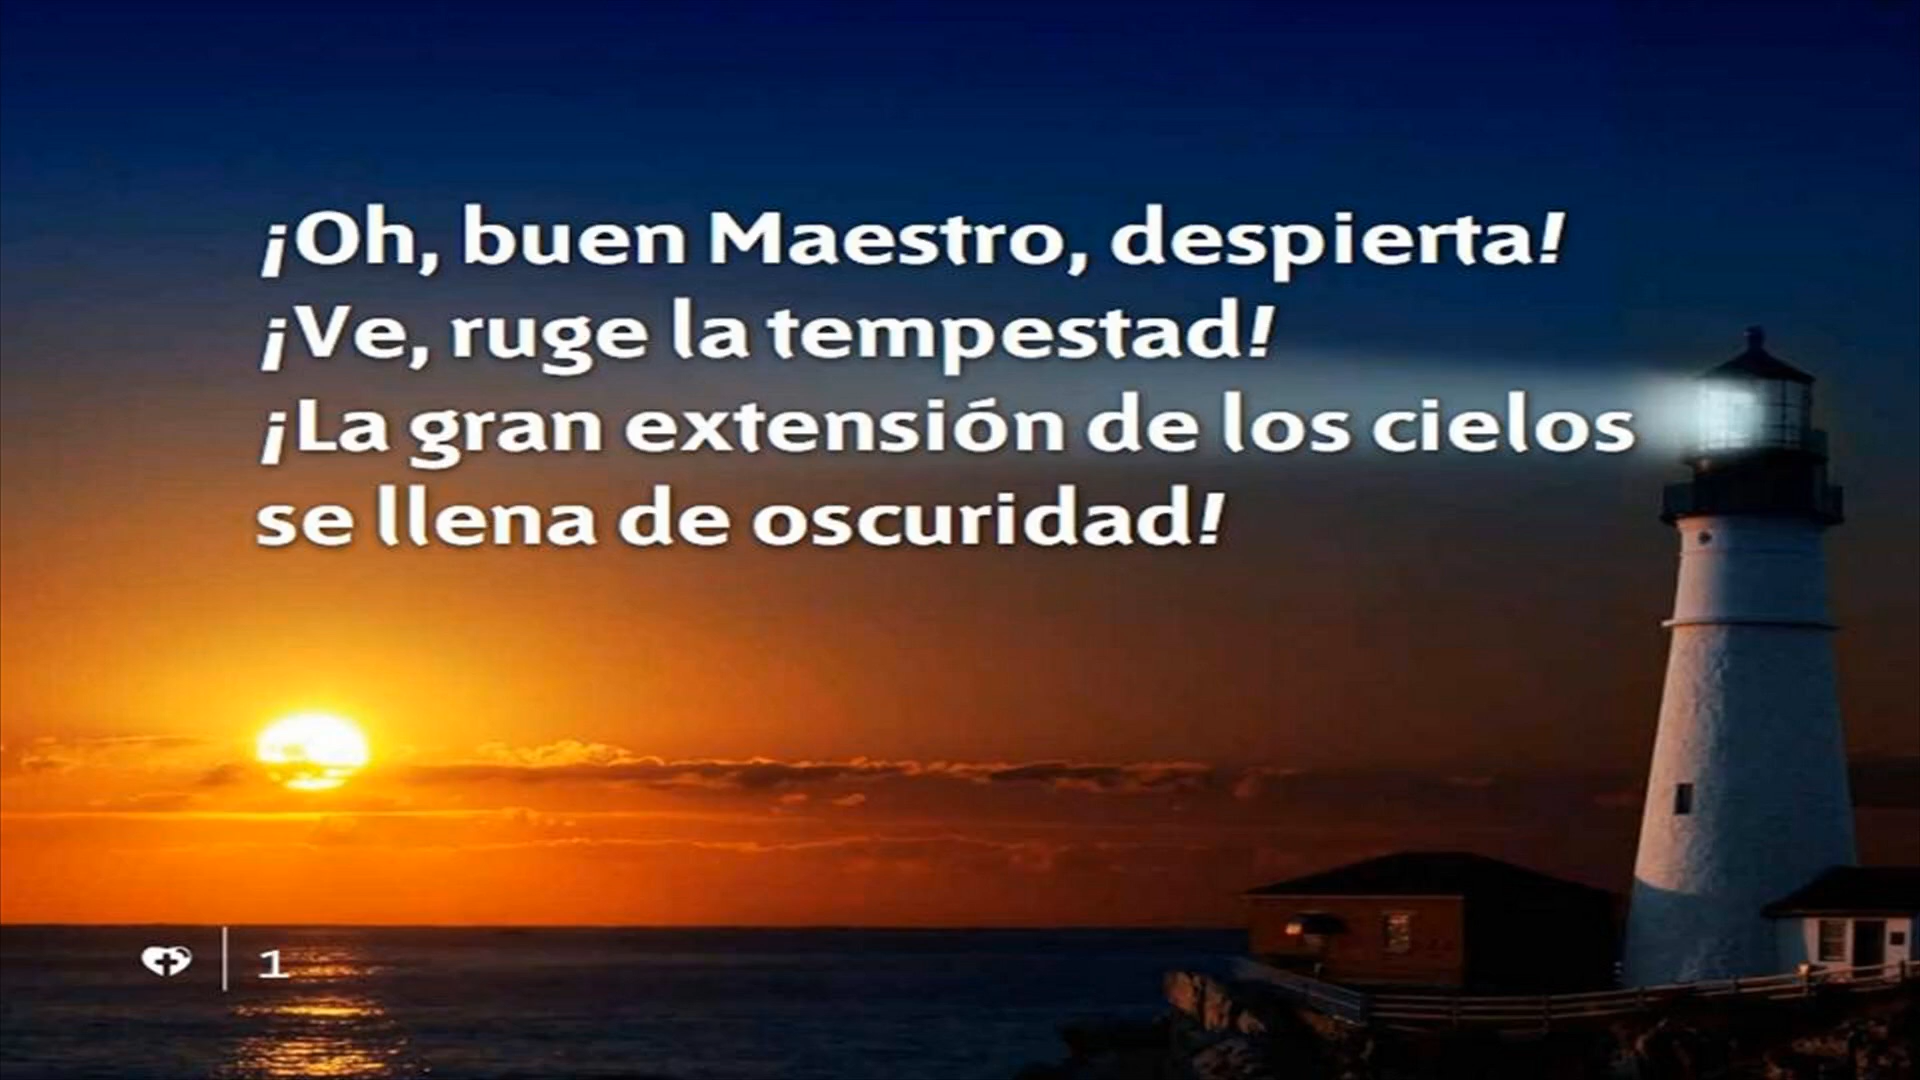 ¡Oh, buen Maestro, despierta!
¡Ve, ruge la tempestad!
¡La gran extensión de los cielos
se llena de oscuridad!
1